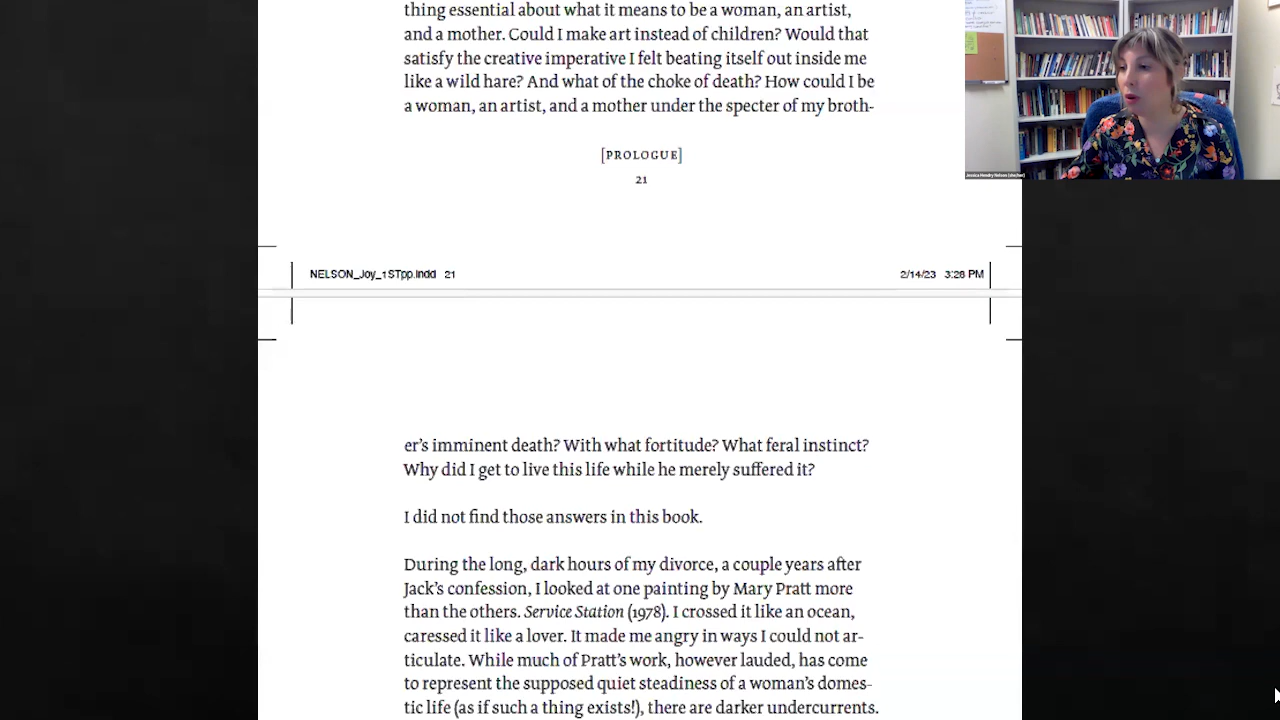 thing essential about what it means to be a woman, an artist,
and a mother. Could I make art instead of children? Would that
satisfy the creative imperative I felt beating itself out inside me
like a wild hare? And what of the choke of death? How could I be
a woman, an artist, and a mother under the specter of my broth-
[PROLOGUE]
21
NELSON_Joy_1STpp.indd 21
2/14/23 3:28 PM
er's imminent death? With what fortitude? What feral instinct?
Why did I get to live this life while he merely suffered it?
I did not find those answers in this book.
During the long, dark hours of my divorce, a couple years after
Jack's confession, I looked at one painting by Mary Pratt more
than the others. Service Station (1978). I crossed it like an ocean,
caressed it like a lover. It made me angry in ways I could not ar-
ticulate. While much of Pratt's work, however lauded, has come
to represent the supposed quiet steadiness of a woman's domes-
tic life (as if such a thing exists!), there are darker undercurrents.
Jessica Hendry Nelson (she/her)